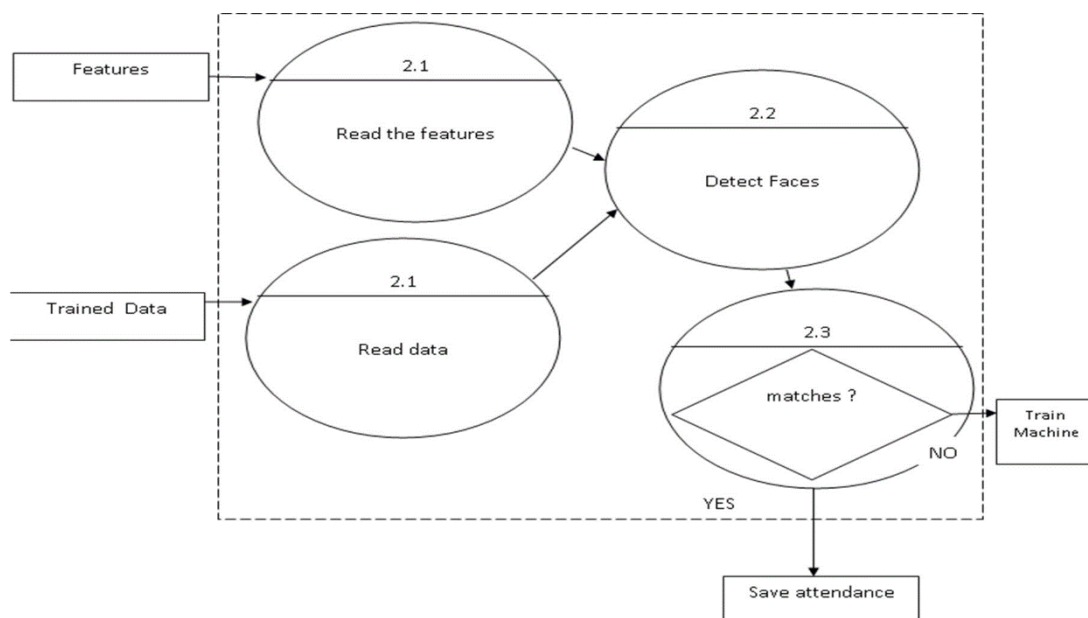 Features
2.1
Read the features
2.2
Detect Faces
Trained Data
2.1
Read data
2.3
matches ?
NO
Train
Machine
YES
Save attendance